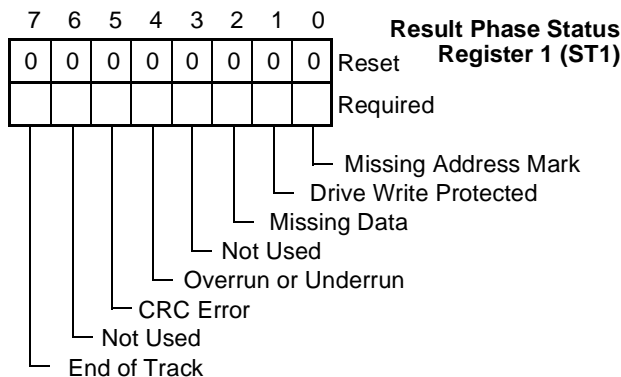 7 6 5 4 3 2 1 0
Result Phase Status
Register 1 (ST1)
0 0 0 0 0 0 0 0 Reset
Required
Missing Address Mark
Drive Write Protected
Missing Data
Not Used
Overrun or Underrun
CRC Error
Not Used
End of Track